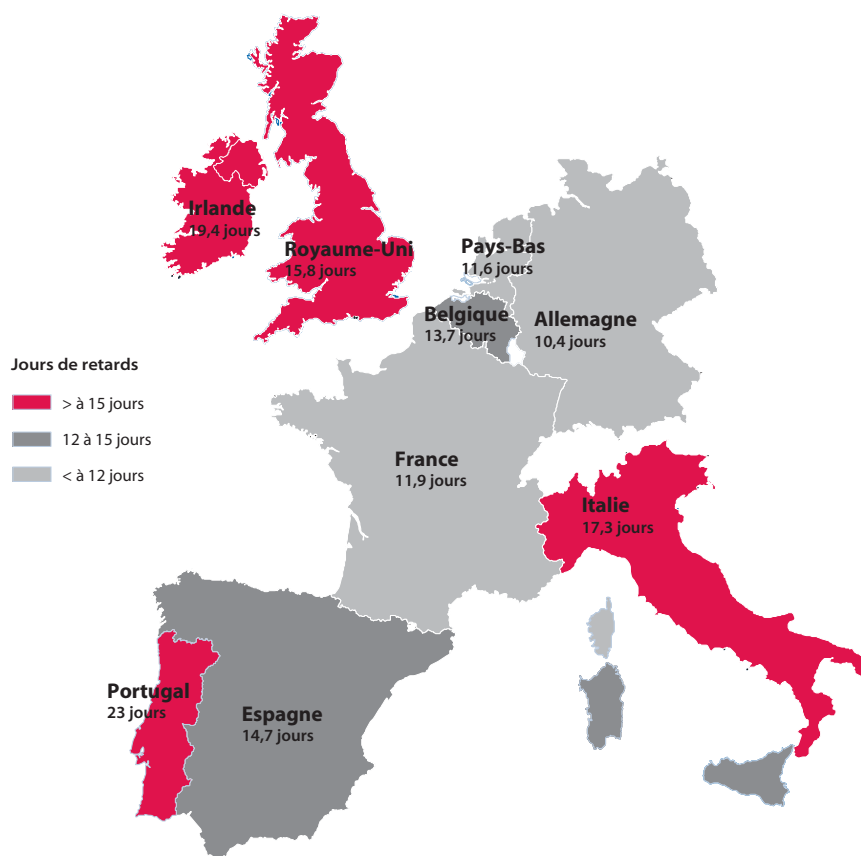 Irlande
19,4 jours
Royaume-Uni
15,8 jours
Pays-Bas
11,6 jours
Belgique
13,7 jours
Allemagne
10,4 jours
Jours de retards
> à 15 jours
12 à 15 jours
< à 12 jours
France
11,9 jours
Italie
17,3 jours
Portugal
23 jours
Espagne
14,7 jours